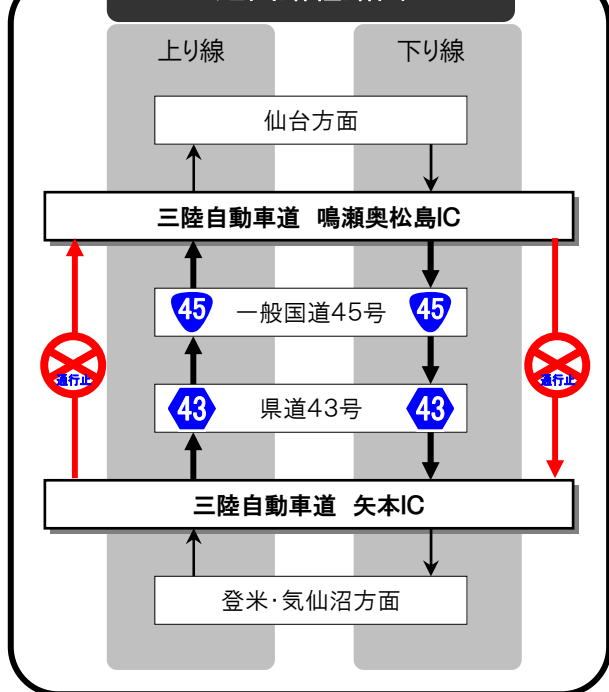 上り線 下り線
仙台方面
三陸自動車道 鳴瀬奥松島IC
45 一般国道45号 45
通行止 通行止
43 県道43号 43
三陸自動車道 矢本IC
登米・気仙沼方面